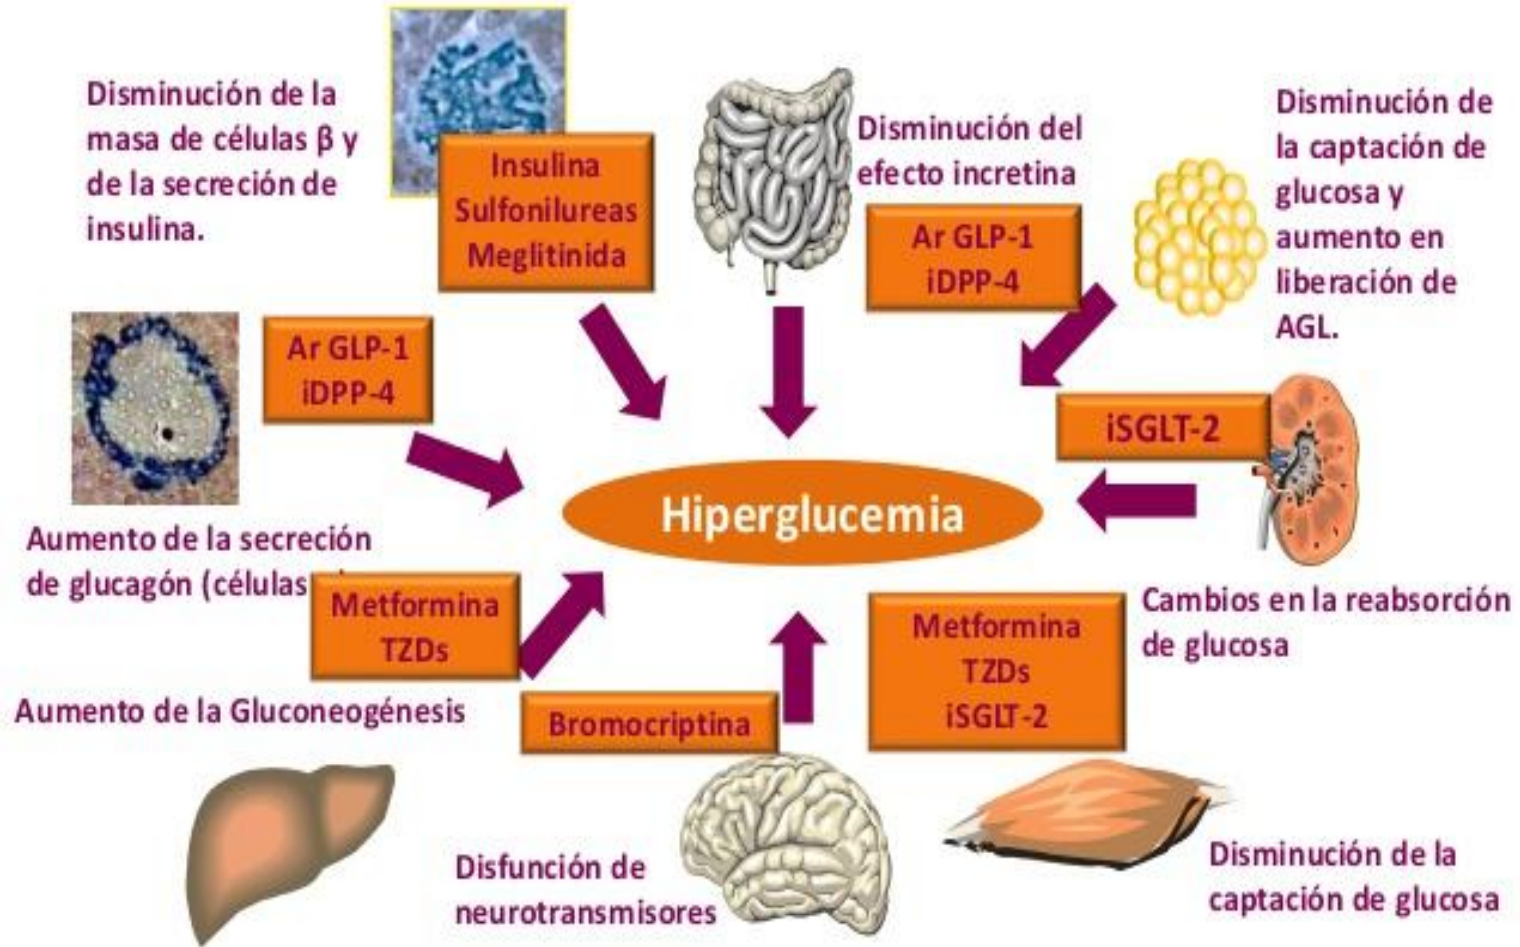 Disminución de la
masa de células β y
de la secreción de
insulina.
Insulina
Sulfonilureas
Meglitinida
Disminución del
efecto incretina
Ar GLP-1
iDPP-4
Disminución de
la captación de
glucosa y
aumento en
liberación de
AGL.
Ar GLP-1
iDPP-4
iSGLT-2
Hiperglucemia
Aumento de la secreción
de glucagón (células
Metformina
TZDs
Cambios en la reabsorción
de glucosa
Metformina
TZDs
iSGLT-2
Aumento de la Gluconeogénesis
Bromocriptina
Disfunción de
neurotransmisores
Disminución de la
captación de glucosa